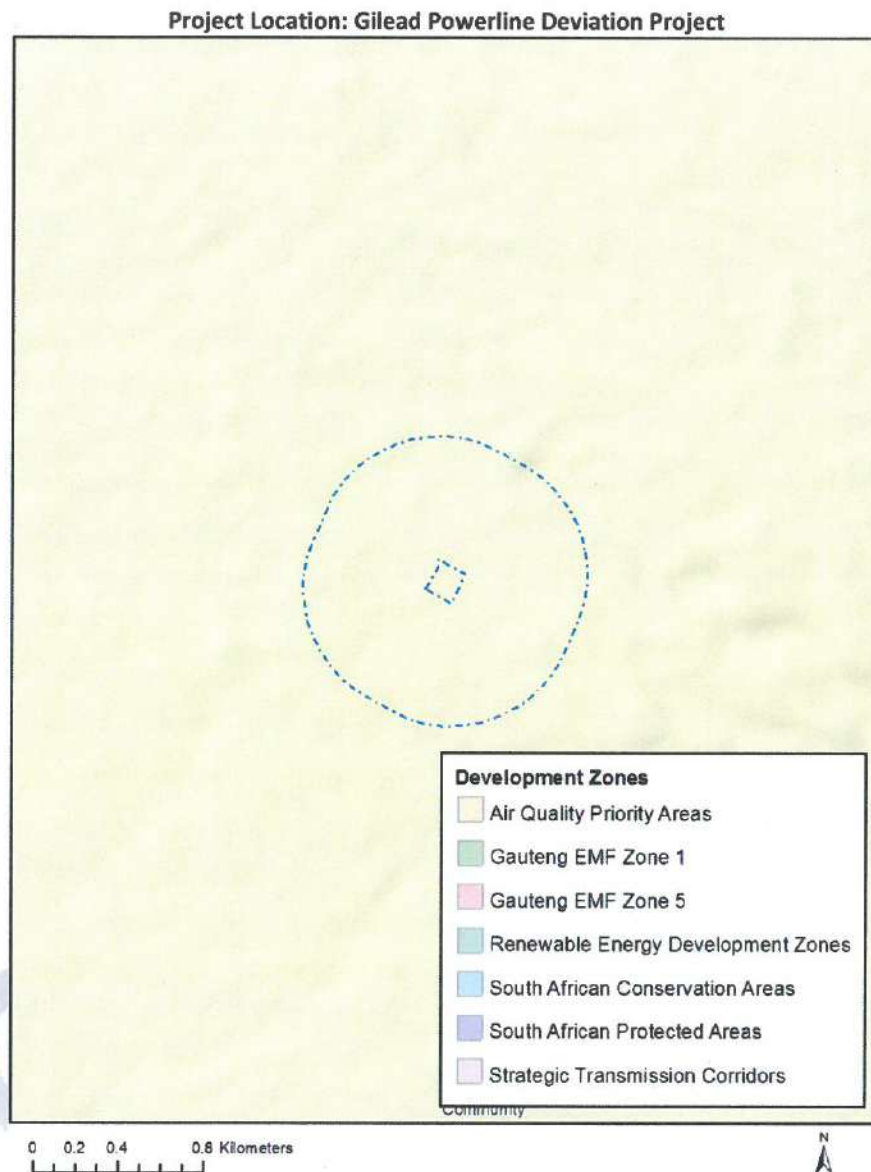 Project Location: Gilead Powerline Deviation Project
Development Zones
Air Quality Priority Areas
Gauteng EMF Zone 1
Gauteng EMF Zone 5
Renewable Energy Development Zones
South African Conservation Areas
South African Protected Areas
Strategic Transmission Corridors
Community
0 0.2 0.4 0.8 Kilometers
N